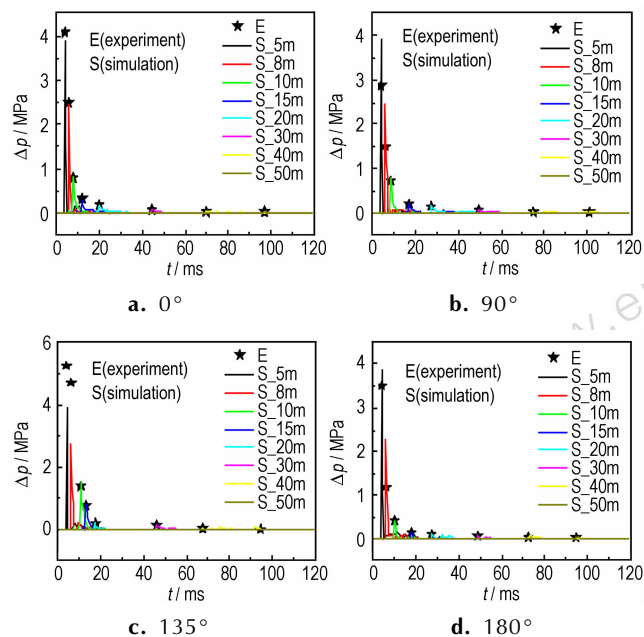 4
3
2
1
0
Δp / MPa
E(experiment)
S(simulation)
E
S_5m
S_8m
S_10m
S_15m
S_20m
S_30m
S_40m
S_50m
0 20 40 60 80 100 120
t / ms
a. 0°
4
3
2
1
0
Δp / MPa
E(experiment)
S(simulation)
E
S_5m
S_8m
S_10m
S_15m
S_20m
S_30m
S_40m
S_50m
0 20 40 60 80 100 120
t / ms
b. 90°
6
4
2
0
Δp / MPa
E(experiment)
S(simulation)
E
S_5m
S_8m
S_10m
S_15m
S_20m
S_30m
S_40m
S_50m
0 20 40 60 80 100 120
t / ms
c. 135°
4
3
2
1
0
Δp / MPa
E(experiment)
S(simulation)
E
S_5m
S_8m
S_10m
S_15m
S_20m
S_30m
S_40m
S_50m
0 20 40 60 80 100 120
t / ms
d. 180°